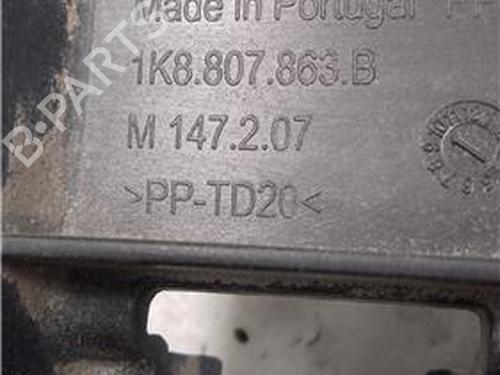 Made in Portugal
1K8.807.863.B
M 147.2.07
>PP-TD20<
B-PARTS